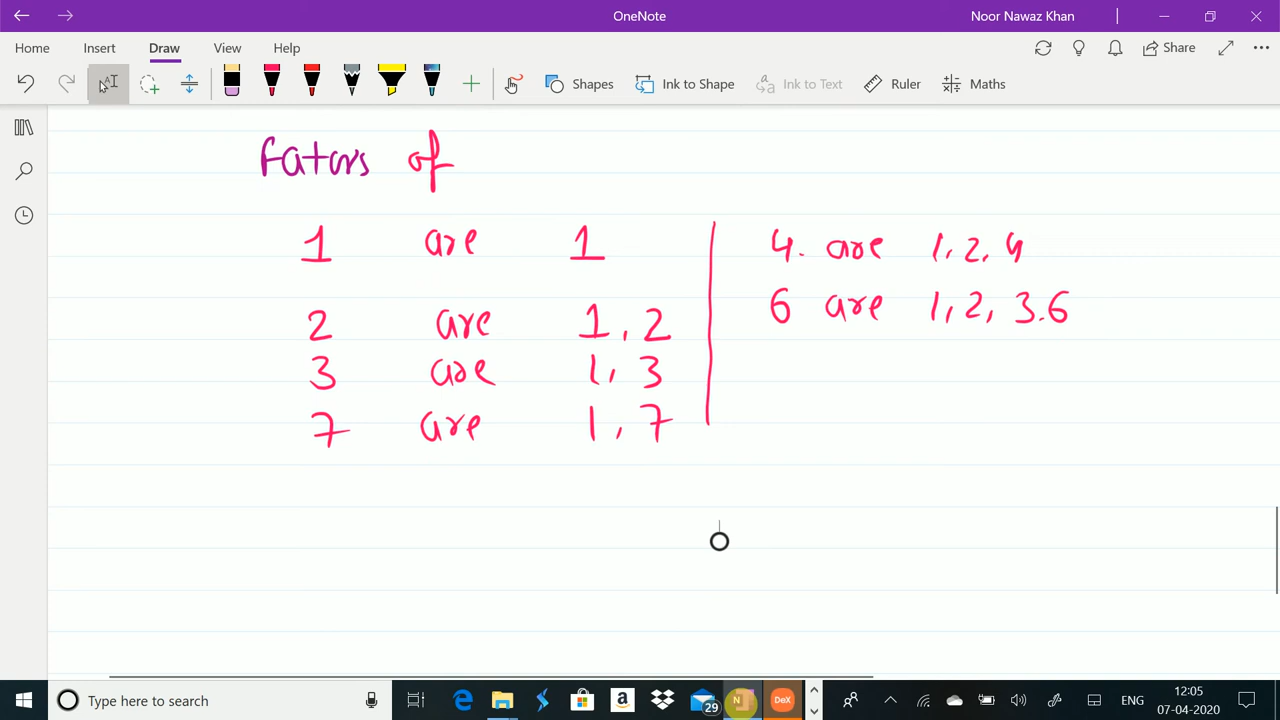 OneNote
Noor Nawaz Khan
Home Insert Draw View Help
Share
Shapes
Ink to Shape
Ink to Text
Ruler
Maths
Fators of
1 are 1
2 are 1, 2
3 are 1, 3
7 are 1, 7
4. are 1, 2, 4
6 are 1, 2, 3.6
Type here to search
29
DeX
ENG
12:05
07-04-2020